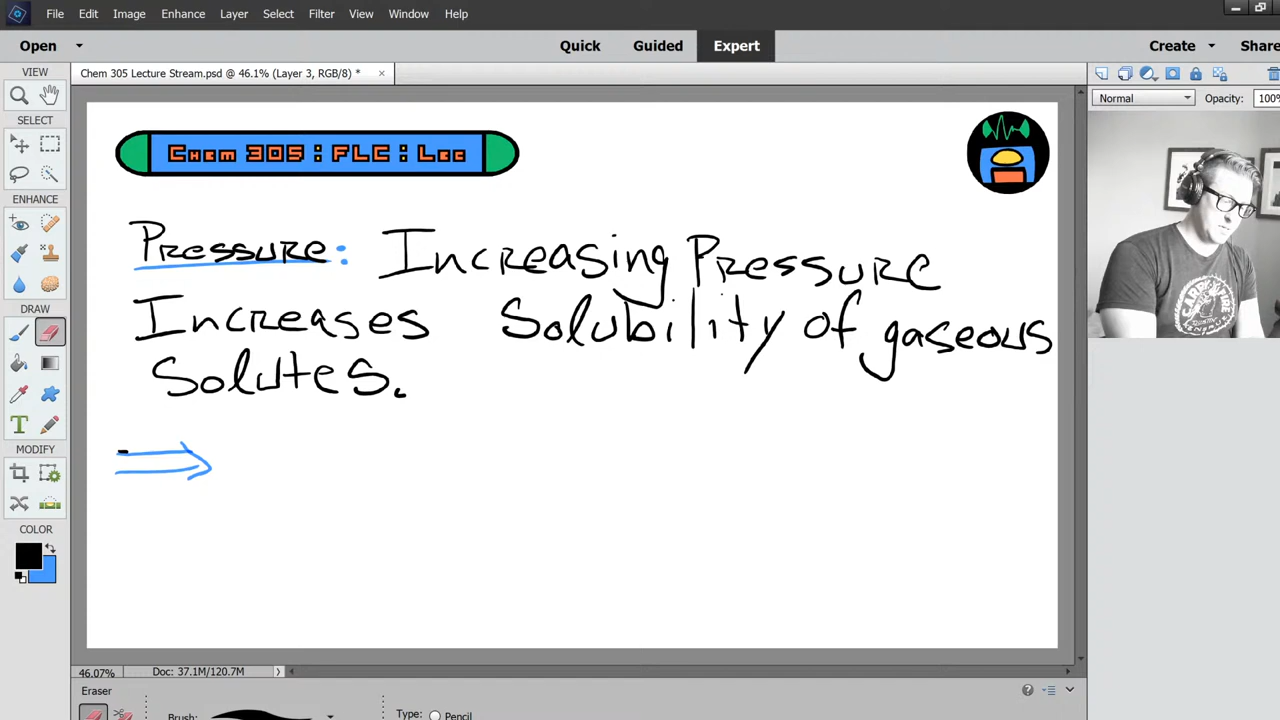 File Edit Image Enhance Layer Select Filter View Window Help
Open Quick Guided Expert Create Share
VIEW
Chem 305 Lecture Stream.psd @ 46.1% (Layer 3, RGB/8) * ×
Normal Opacity: 100%
SELECT
Chem 305 : FLC : Lec
ENHANCE
Pressure: Increasing Pressure
Increases Solubility of gaseous
Solutes.
DRAW
T
MODIFY
COLOR
46.07% Doc: 37.1M/120.7M
Eraser
Brush: Type: Pencil